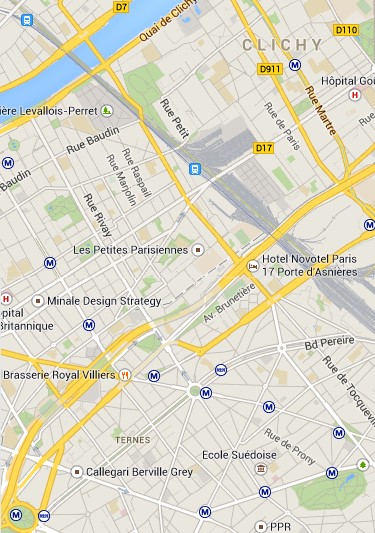 D7
Quai de Clichy
CLICHY
D110
D911
M
Hôpital Goü
H
ière Levallois-Perret
Rue Petit
Rue Martre
Rue de Paris
Rue Baudin
D17
M
Baudin
Rue Raspail
Rue Marjolin
Rue Rivay
M
Les Petites Parisiennes
M
Hotel Novotel Paris
17 Porte d'Asnières
H
Minale Design Strategy
pital
Britannique
Av. Brunetière
M
Bd Pereire
Brasserie Royal Villiers
M
RER
Rue de Tocqueville
M
M
TERNES
Rue de Prony
M
Ecole Suédoise
M
Callegari Berville Grey
M
M
M
M
M
PPR